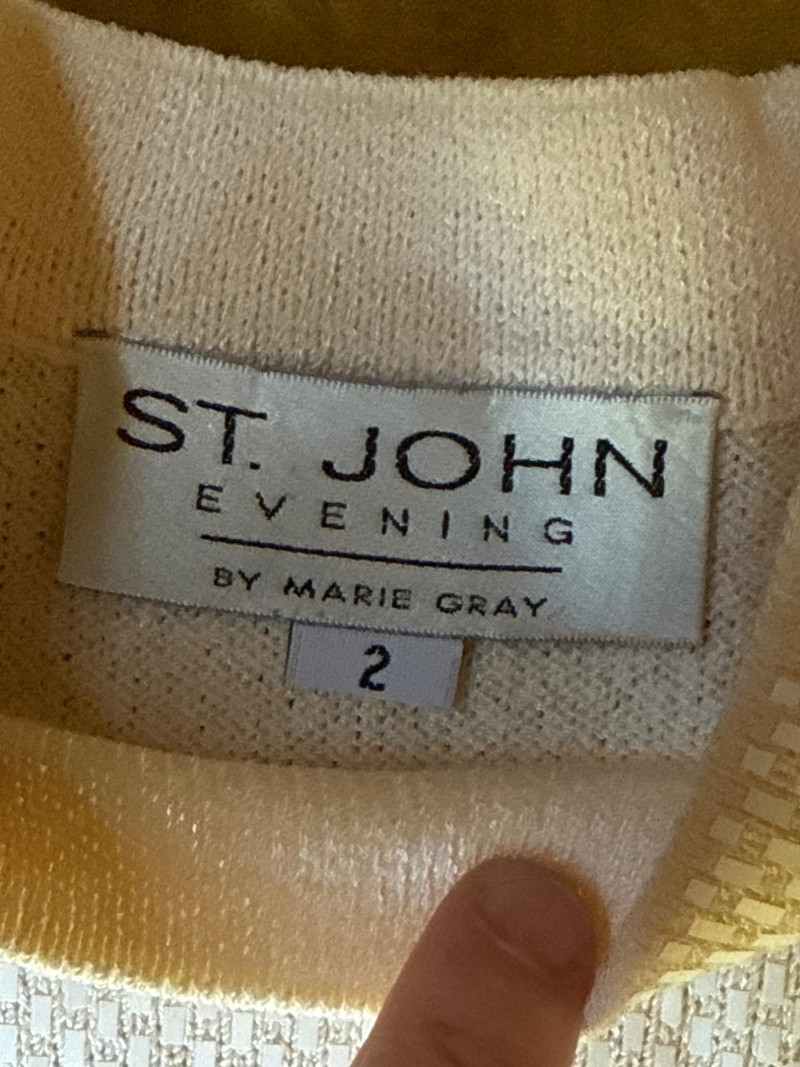 ST. JOHN
EVENING
BY MARIE GRAY
2